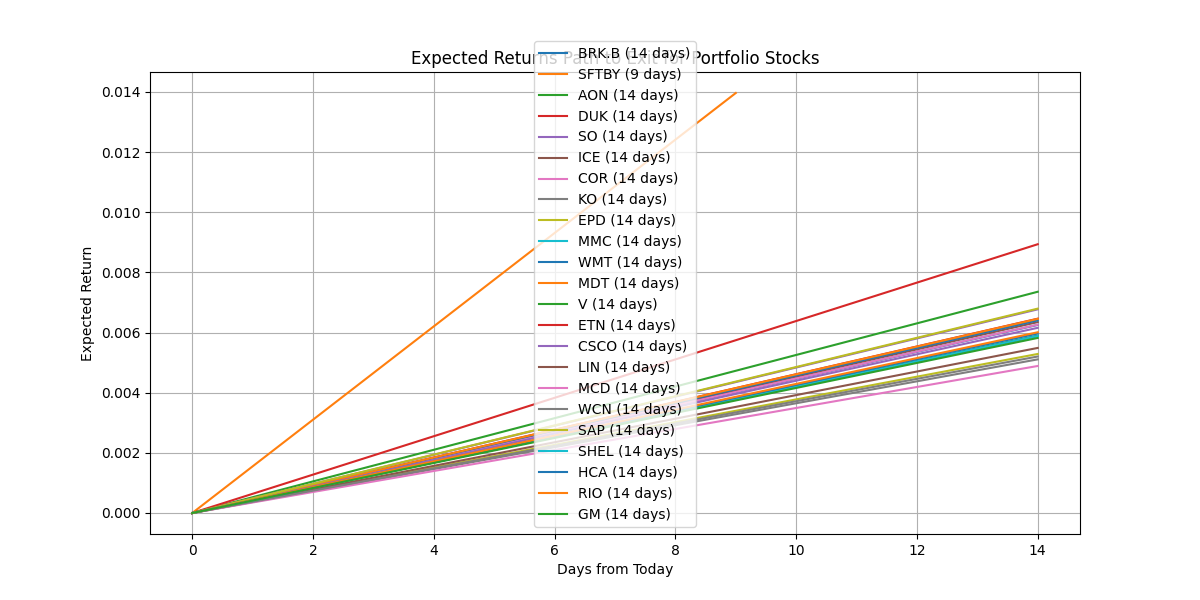 Expected Returns Path to Exit for Portfolio Stocks
BRK.B (14 days)
SFTBY (9 days)
AON (14 days)
DUK (14 days)
SO (14 days)
ICE (14 days)
COR (14 days)
KO (14 days)
EPD (14 days)
MMC (14 days)
WMT (14 days)
MDT (14 days)
V (14 days)
ETN (14 days)
CSCO (14 days)
LIN (14 days)
MCD (14 days)
WCN (14 days)
SAP (14 days)
SHEL (14 days)
HCA (14 days)
RIO (14 days)
GM (14 days)
0.014
0.012
0.010
0.008
0.006
0.004
0.002
0.000
Expected Return
0 2 4 6 8 10 12 14
Days from Today